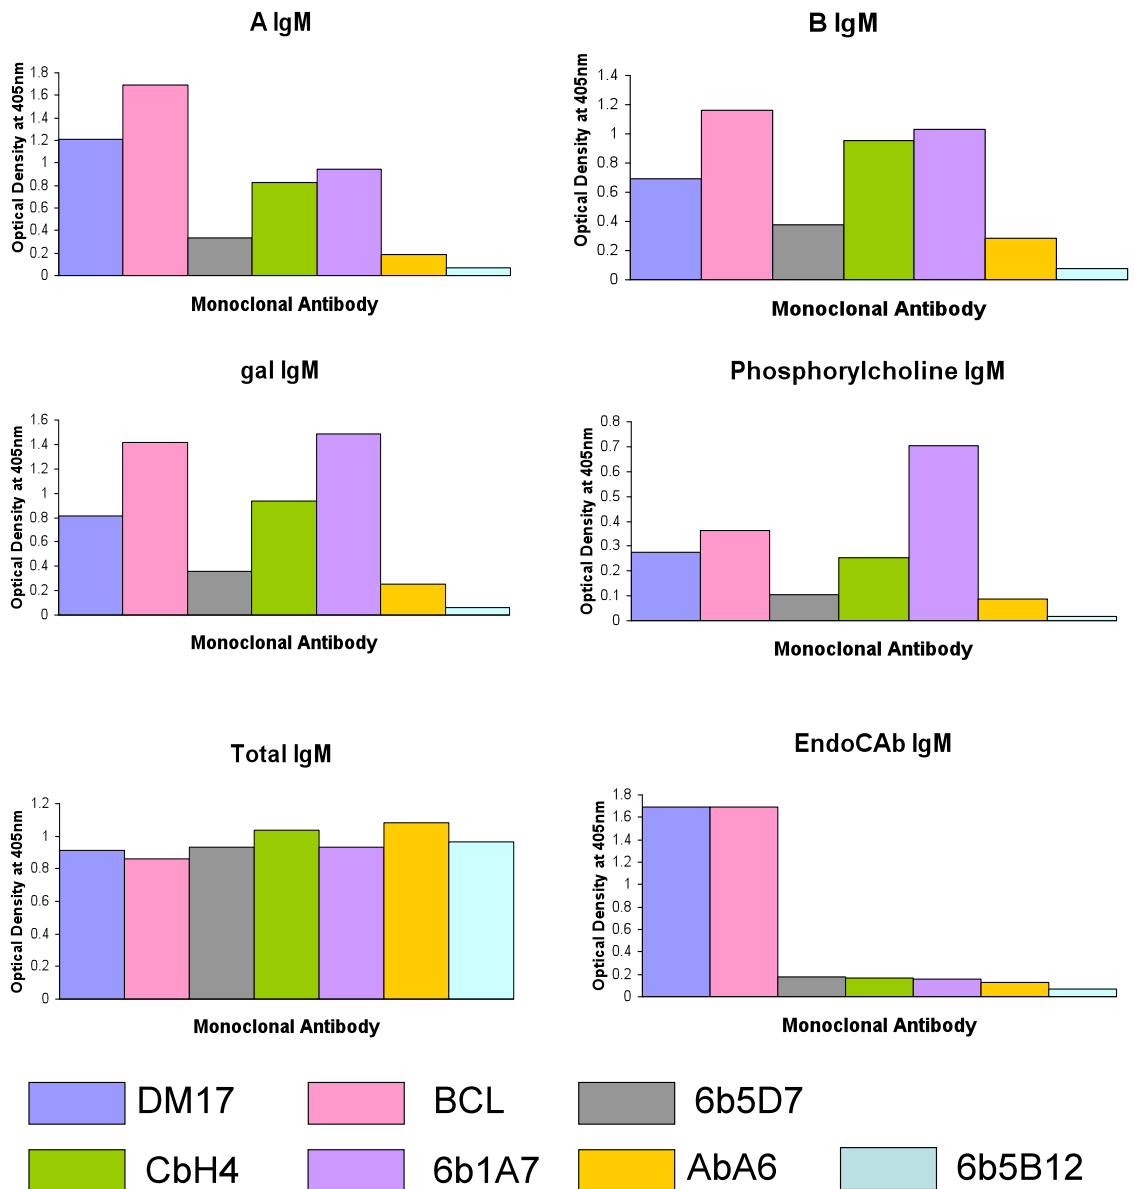 A IgM
Optical Density at 405nm
1.8
1.6
1.4
1.2
1
0.8
0.6
0.4
0.2
0
Monoclonal Antibody
B IgM
Optical Density at 405nm
1.4
1.2
1
0.8
0.6
0.4
0.2
0
Monoclonal Antibody
gal IgM
Optical Density at 405nm
1.6
1.4
1.2
1
0.8
0.6
0.4
0.2
0
Monoclonal Antibody
Phosphorylcholine IgM
Optical Density at 405nm
0.8
0.7
0.6
0.5
0.4
0.3
0.2
0.1
0
Monoclonal Antibody
Total IgM
Optical Density at 405nm
1.2
1
0.8
0.6
0.4
0.2
0
Monoclonal Antibody
EndoCAb IgM
Optical Density at 405nm
1.8
1.6
1.4
1.2
1
0.8
0.6
0.4
0.2
0
Monoclonal Antibody
DM17
BCL
6b5D7
CbH4
6b1A7
AbA6
6b5B12